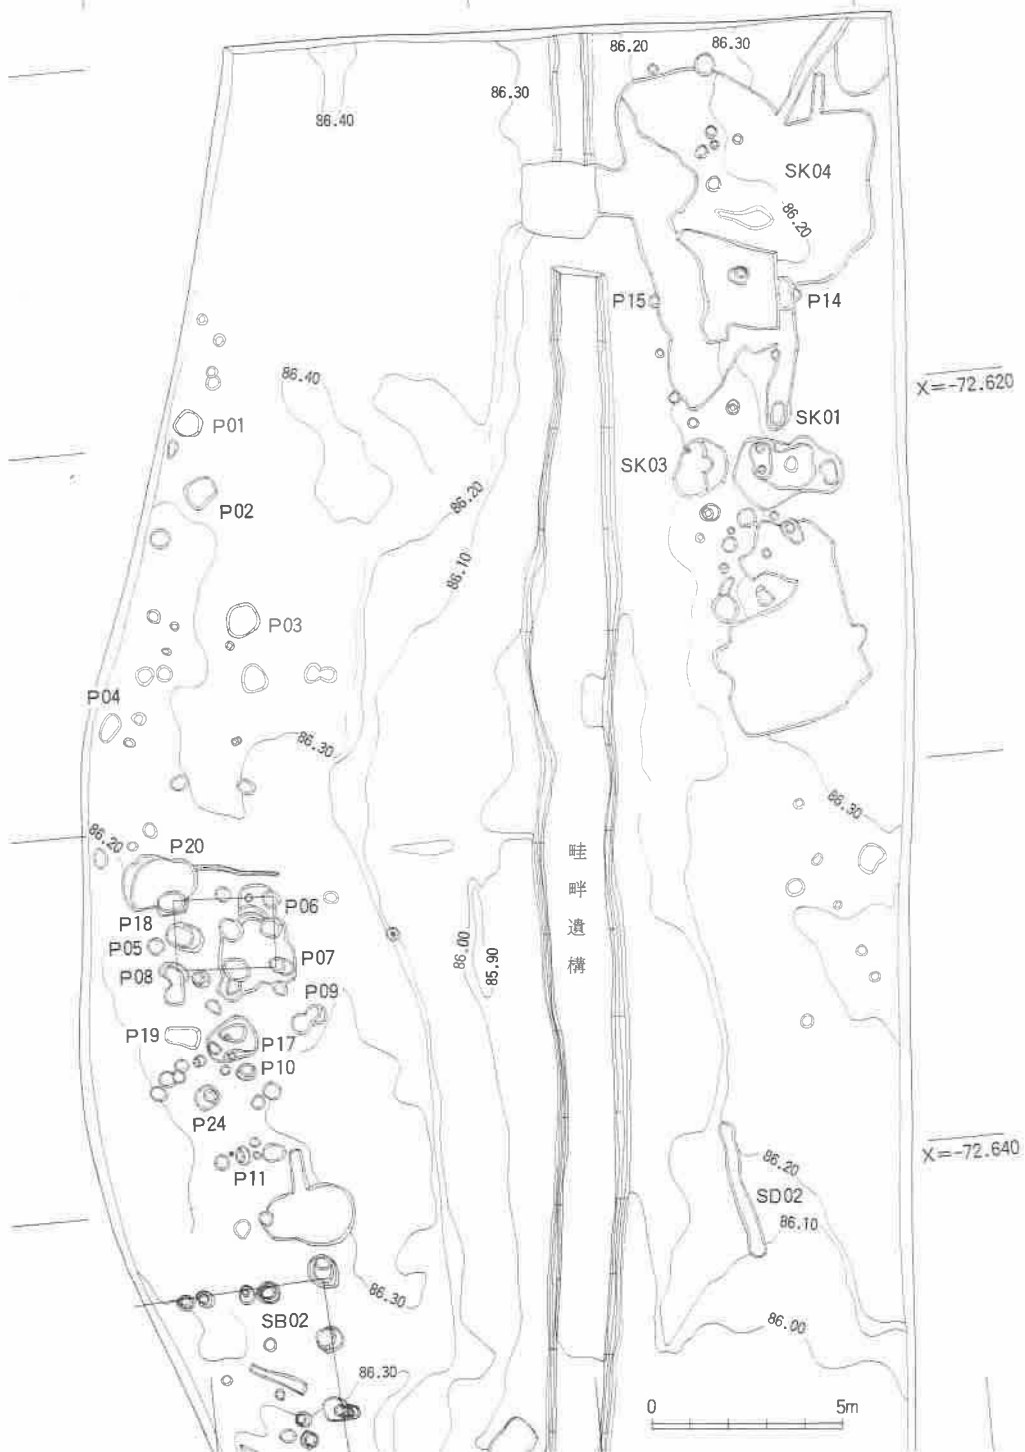 86.20
86.30
86.30
86.40
SK04
86.20
P15
P14
86.40
X=-72.620
P01
SK01
SK03
86.20
P02
86.10
P03
P04
86.30
86.30
86.20
P20
畦畔遺構
P06
P18
P05
86.00
85.90
P07
P08
P09
P19
P17
P10
P24
X=-72.640
86.20
P11
SD02
86.10
86.30
SB02
86.00
86.30
0
5m